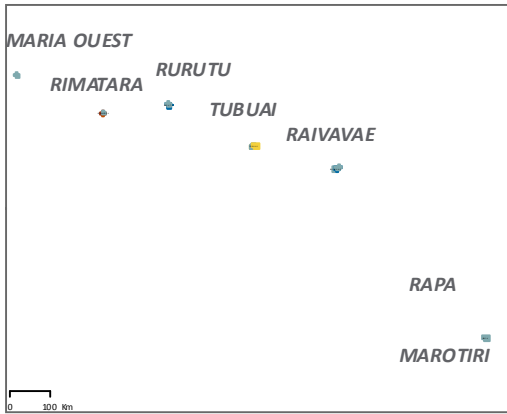 MARIA OUEST
RURUTU
RIMATARA
TUBUAI
RAIVAVAE
RAPA
MAROTIRI
0 100 Km